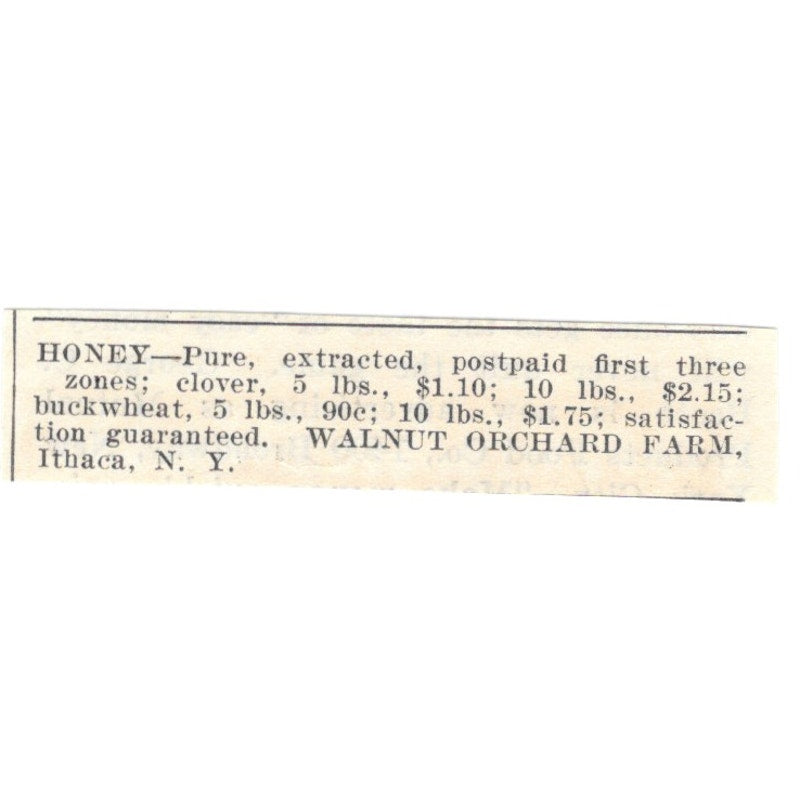 HONEY—Pure, extracted, postpaid first three
zones; clover, 5 lbs., $1.10; 10 lbs., $2.15;
buckwheat, 5 lbs., 90c; 10 lbs., $1.75; satisfac-
tion guaranteed. WALNUT ORCHARD FARM,
Ithaca, N. Y.